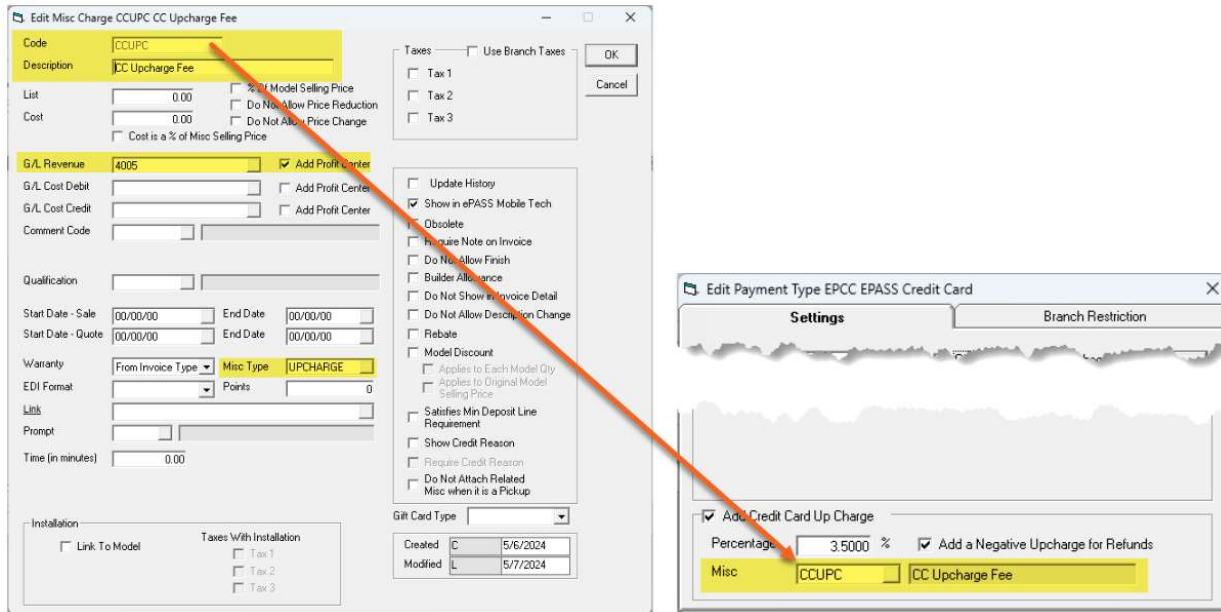 Edit Misc Charge CCUPC CC Upcharge Fee
Code CCUPC
Description CC Upcharge Fee
List 0.00 % Of Model Selling Price
Do Not Allow Price Reduction
Cost 0.00 Do Not Allow Price Change
Cost is a % of Misc Selling Price
G/L Revenue 4005 Add Profit Center
G/L Cost Debit Add Profit Center
G/L Cost Credit Add Profit Center
Comment Code
Qualification
Start Date - Sale 00/00/00 End Date 00/00/00
Start Date - Quote 00/00/00 End Date 00/00/00
Warranty From Invoice Type Misc Type UPCHARGE
EDI Format Points 0
Link
Prompt
Time (in minutes) 0.00
Installation
Link To Model
Taxes With Installation
Tax 1
Tax 2
Tax 3
Taxes Use Branch Taxes
Tax 1
Tax 2
Tax 3
OK
Cancel
Update History
Show in ePASS Mobile Tech
Obsolete
Require Note on Invoice
Do Not Allow Finish
Builder Allowance
Do Not Show in Invoice Detail
Do Not Allow Description Change
Rebate
Model Discount
Applies to Each Model Qty
Applies to Original Model
Selling Price
Satisfies Min Deposit Line
Requirement
Show Credit Reason
Require Credit Reason
Do Not Attach Related
Misc when it is a Pickup
Gift Card Type
Created C 5/6/2024
Modified L 5/7/2024
Edit Payment Type EPCC EPASS Credit Card
Settings Branch Restriction
Add Credit Card Up Charge
Percentage 3.5000 % Add a Negative Upcharge for Refunds
Misc CCUPC CC Upcharge Fee